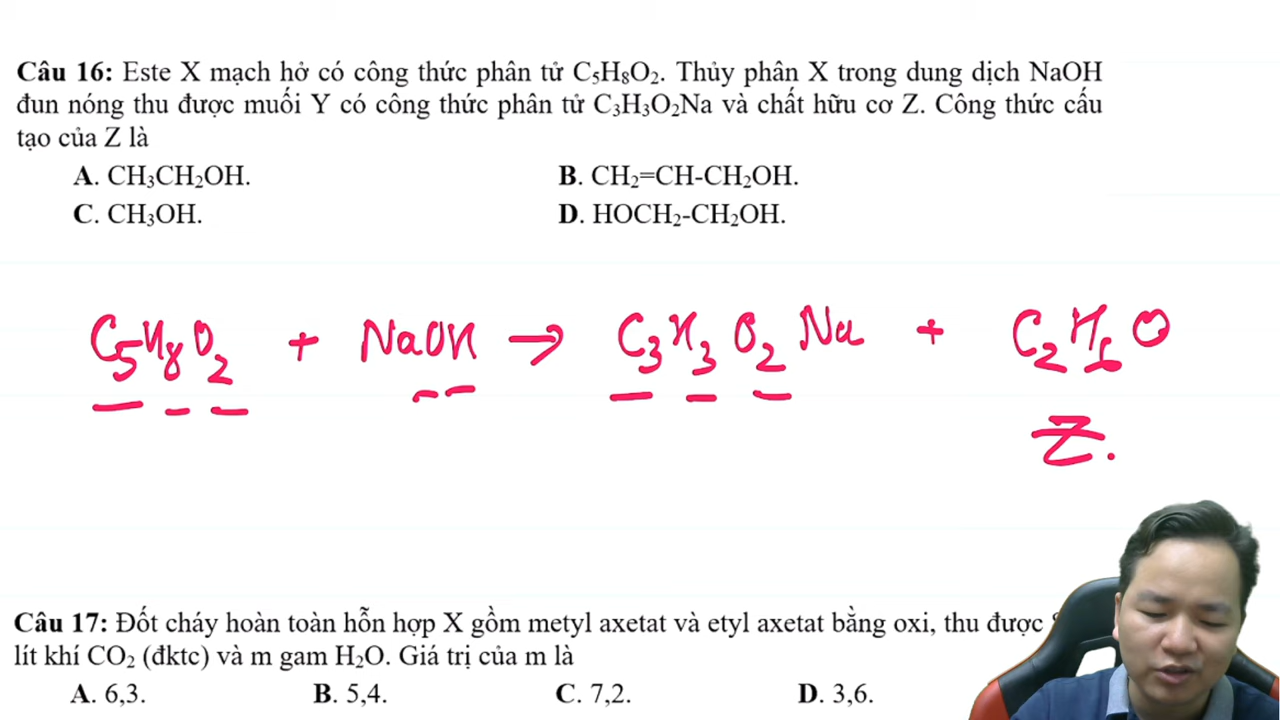 Câu 16: Este X mạch hở có công thức phân tử C₅H₈O₂. Thủy phân X trong dung dịch NaOH
đun nóng thu được muối Y có công thức phân tử C₃H₃O₂Na và chất hữu cơ Z. Công thức cấu
tạo của Z là
A. CH₃CH₂OH. B. CH₂=CH-CH₂OH.
C. CH₃OH. D. HOCH₂-CH₂OH.
C₅H₈O₂ + NaOH → C₃H₃O₂Na + C₂H₆O
Z.
Câu 17: Đốt cháy hoàn toàn hỗn hợp X gồm metyl axetat và etyl axetat bằng oxi, thu được
lít khí CO₂ (đktc) và m gam H₂O. Giá trị của m là
A. 6,3. B. 5,4. C. 7,2. D. 3,6.